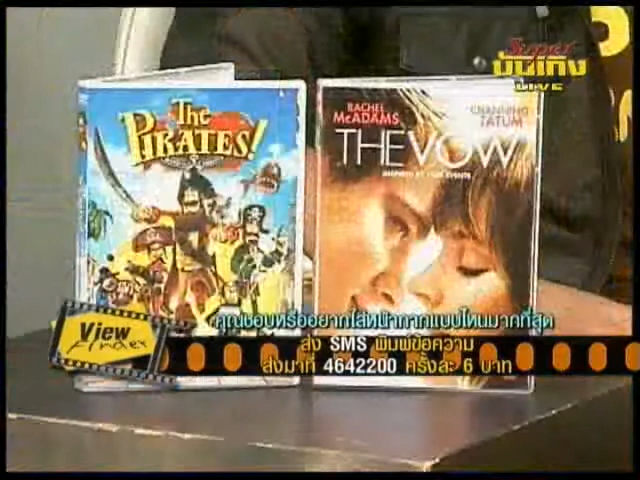 Super
บันเทิง
LIVE
The
PIRATES!
RACHEL
McADAMS
CHANNING
TATUM
THE VOW
INSPIRED BY TRUE EVENTS
คุณชอบหรืออยากใส่หน้ากากแบบไหนมากที่สุด
View
finder
ส่ง SMS พิมพ์ข้อความ
ส่งมาที่ 4642200 ครั้งละ 6 บาท